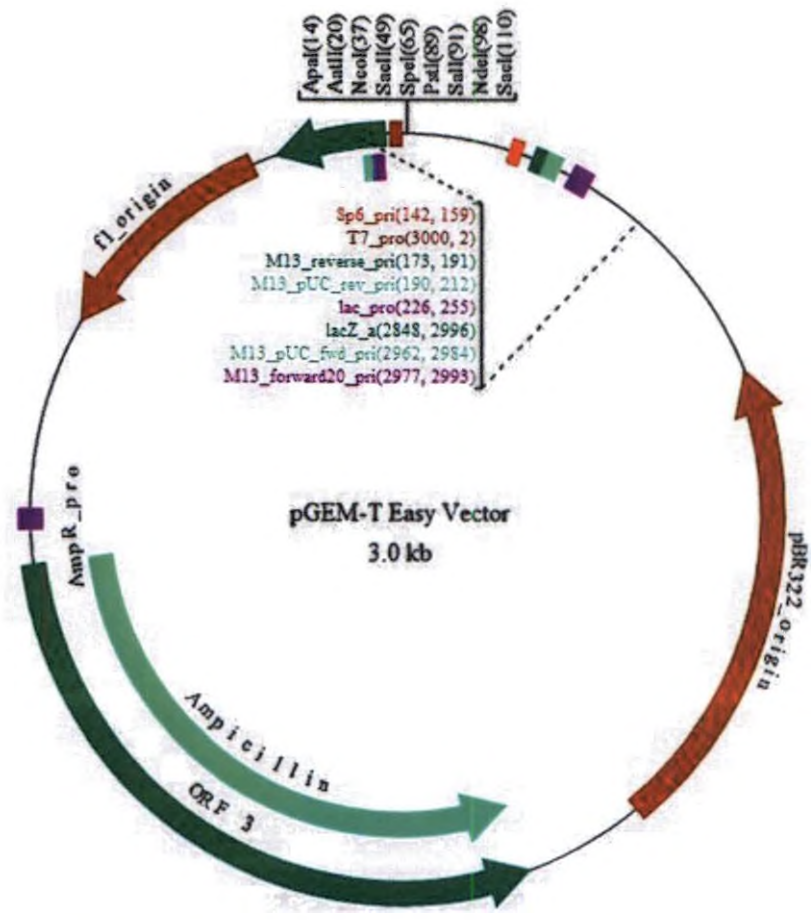 ApaI(14)
AatII(20)
NcoI(37)
SacII(49)
SpeI(65)
PstI(89)
SalI(91)
NdeI(98)
SacI(110)
f1_origin
Sp6_pri(142, 159)
T7_pro(3000, 2)
M13_reverse_pri(173, 191)
M13_pUC_rev_pri(190, 212)
lac_pro(226, 255)
lacZ_a(2848, 2996)
M13_pUC_fwd_pri(2962, 2984)
M13_forward20_pri(2977, 2993)
AmpR_pro
pGEM-T Easy Vector
3.0 kb
pBR322_origin
Ampicillin
ORF 3